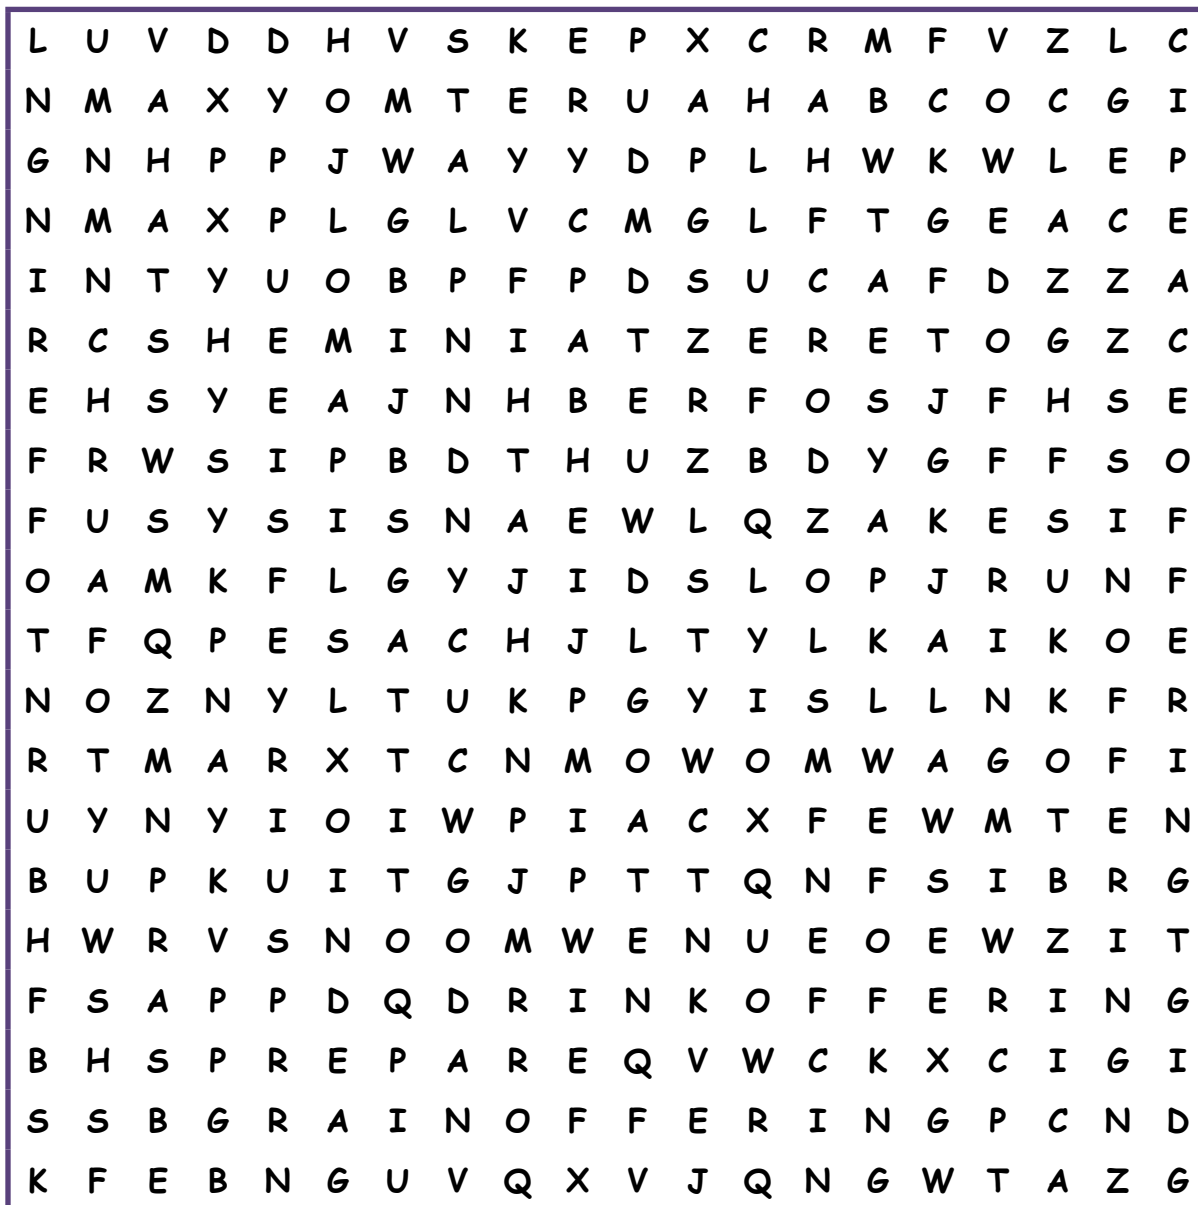 L U V D D H V S K E P X C R M F V Z L C
N M A X Y O M T E R U A H A B C O C G I
G N H P P J W A Y Y D P L H W K W L E P
N M A X P L G L V C M G L F T G E A C E
I N T Y U O B P F P D S U C A F D Z Z A
R C S H E M I N I A T Z E R E T O G Z C
E H S Y E A J N H B E R F O S J F H S E
F R W S I P B D T H U Z B D Y G F F S O
F U S Y S I S N A E W L Q Z A K E S I F
O A M K F L G Y J I D S L O P J R U N F
T F Q P E S A C H J L T Y L K A I K O E
N O Z N Y L T U K P G Y I S L L N K F R
R T M A R X T C N M O W O M W A G O F I
U Y N Y I O I W P I A C X F E W M T E N
B U P K U I T G J P T T Q N F S I B R G
H W R V S N O O M W E N U E O E W Z I T
F S A P P D Q D R I N K O F F E R I N G
B H S P R E P A R E Q V W C K X C I G I
S S B G R A I N O F F E R I N G P C N D
K F E B N G U V Q X V J Q N G W T A Z G